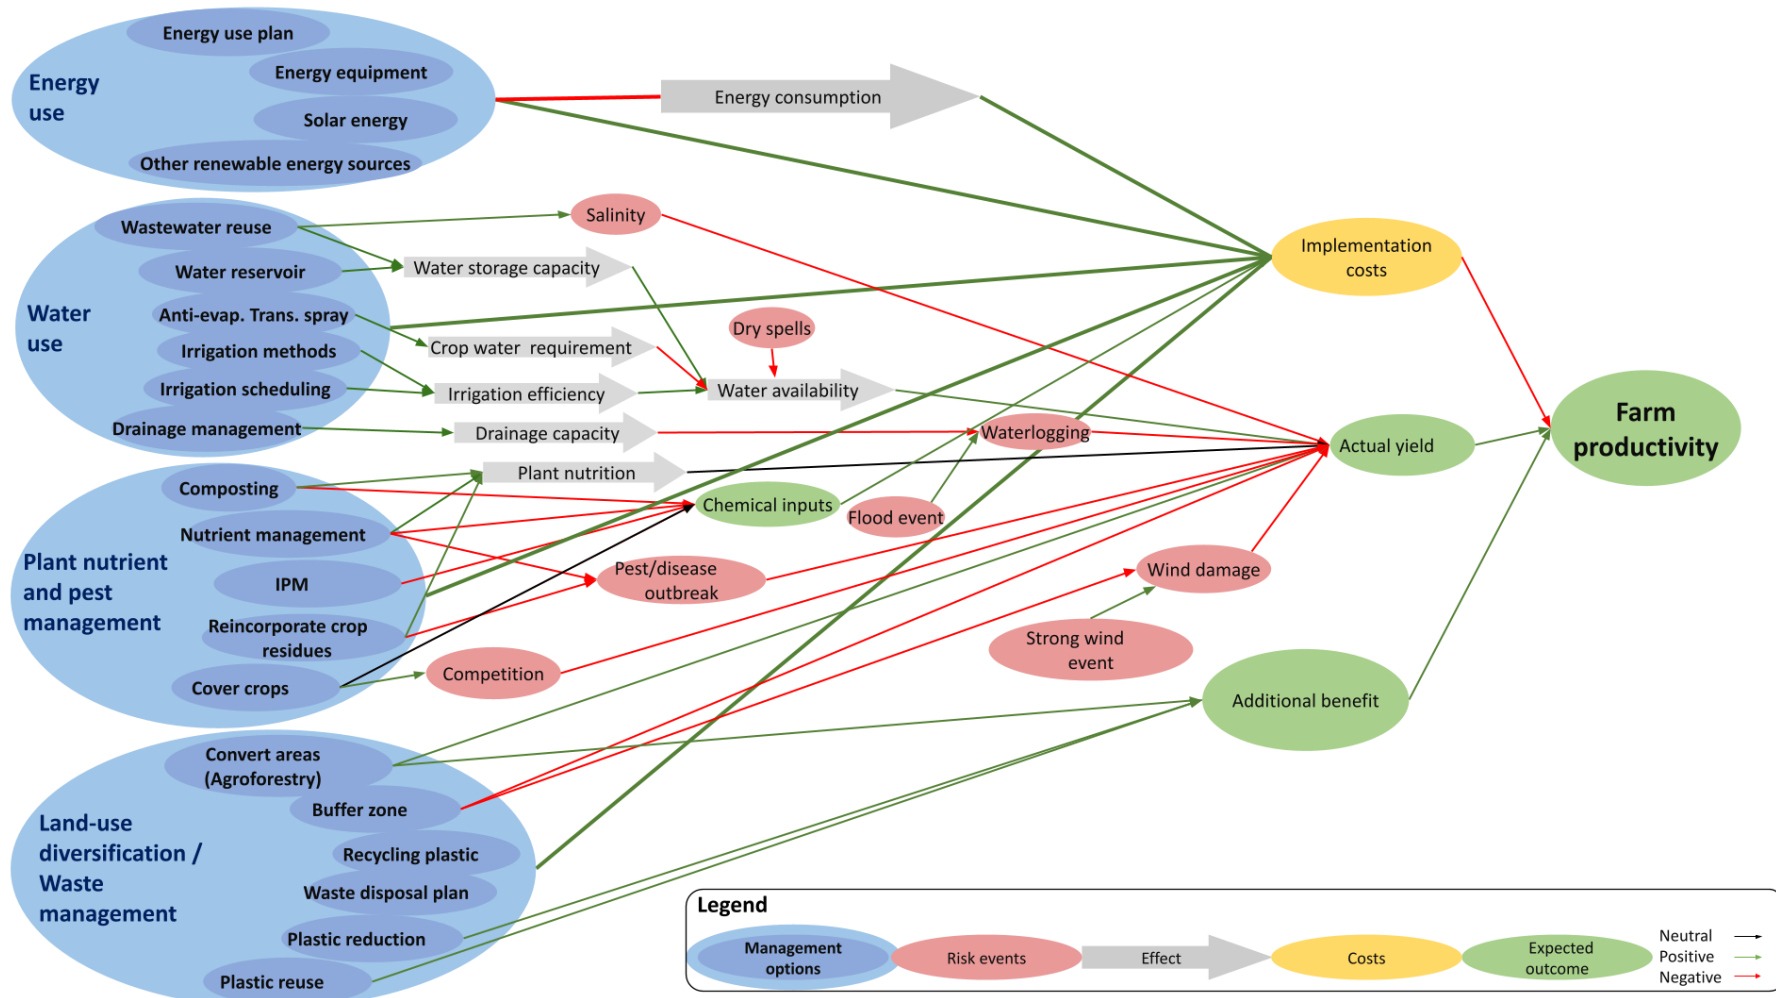 Energy use plan
Energy equipment
Energy
use
Solar energy
Other renewable energy sources
Energy consumption
Wastewater reuse
Water reservoir
Anti-evap. Trans. spray
Water
use
Irrigation methods
Irrigation scheduling
Drainage management
Salinity
Water storage capacity
Crop water requirement
Irrigation efficiency
Drainage capacity
Dry spells
Water availability
Waterlogging
Flood event
Implementation
costs
Actual yield
Farm
productivity
Composting
Nutrient management
Plant nutrient
and pest
management
IPM
Reincorporate crop
residues
Cover crops
Plant nutrition
Chemical inputs
Pest/disease
outbreak
Competition
Wind damage
Strong wind
event
Additional benefit
Convert areas
(Agroforestry)
Buffer zone
Land-use
diversification /
Waste
management
Recycling plastic
Waste disposal plan
Plastic reduction
Plastic reuse
Legend
Management
options
Risk events
Effect
Costs
Expected
outcome
Neutral
Positive
Negative